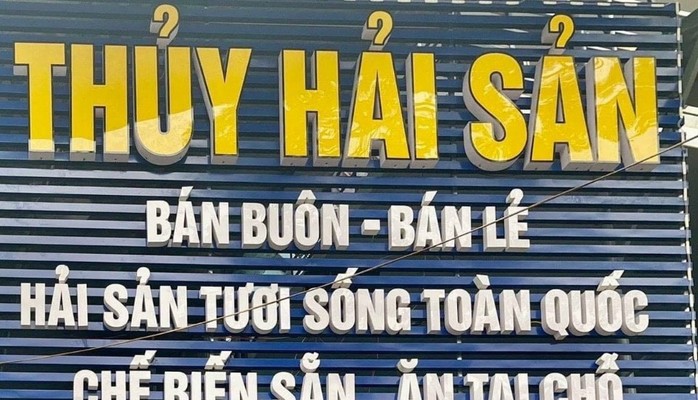 THỦY HẢI SẢN
BÁN BUÔN - BÁN LẺ
HẢI SẢN TƯƠI SỐNG TOÀN QUỐC
CHẾ BIẾN SẴN - ĂN TẠI CHỖ